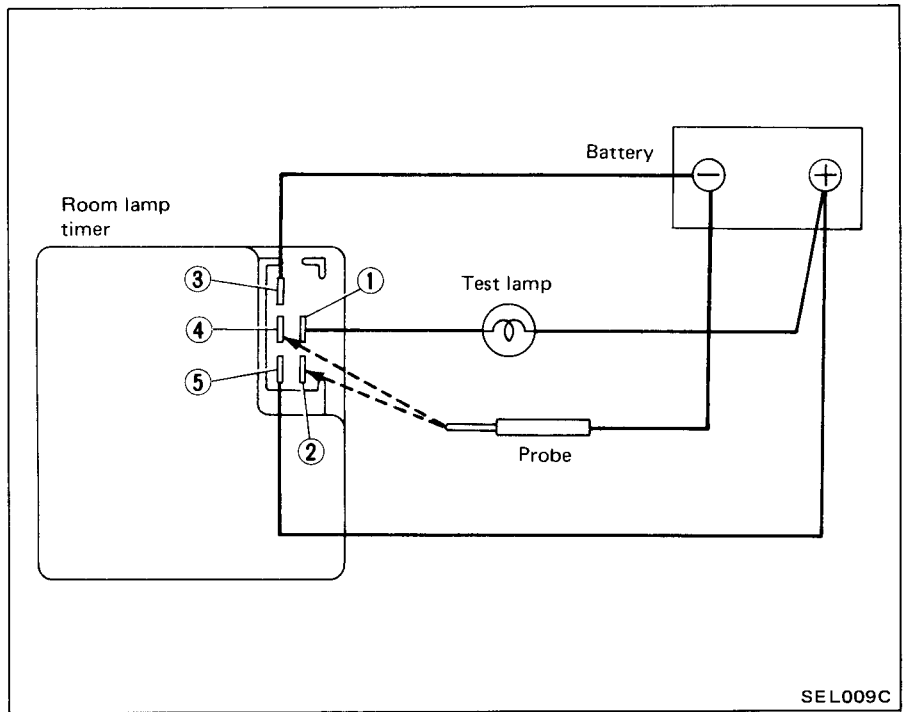 Battery
−
+
Room lamp
timer
3
1
Test lamp
4
5
2
Probe
SEL009C